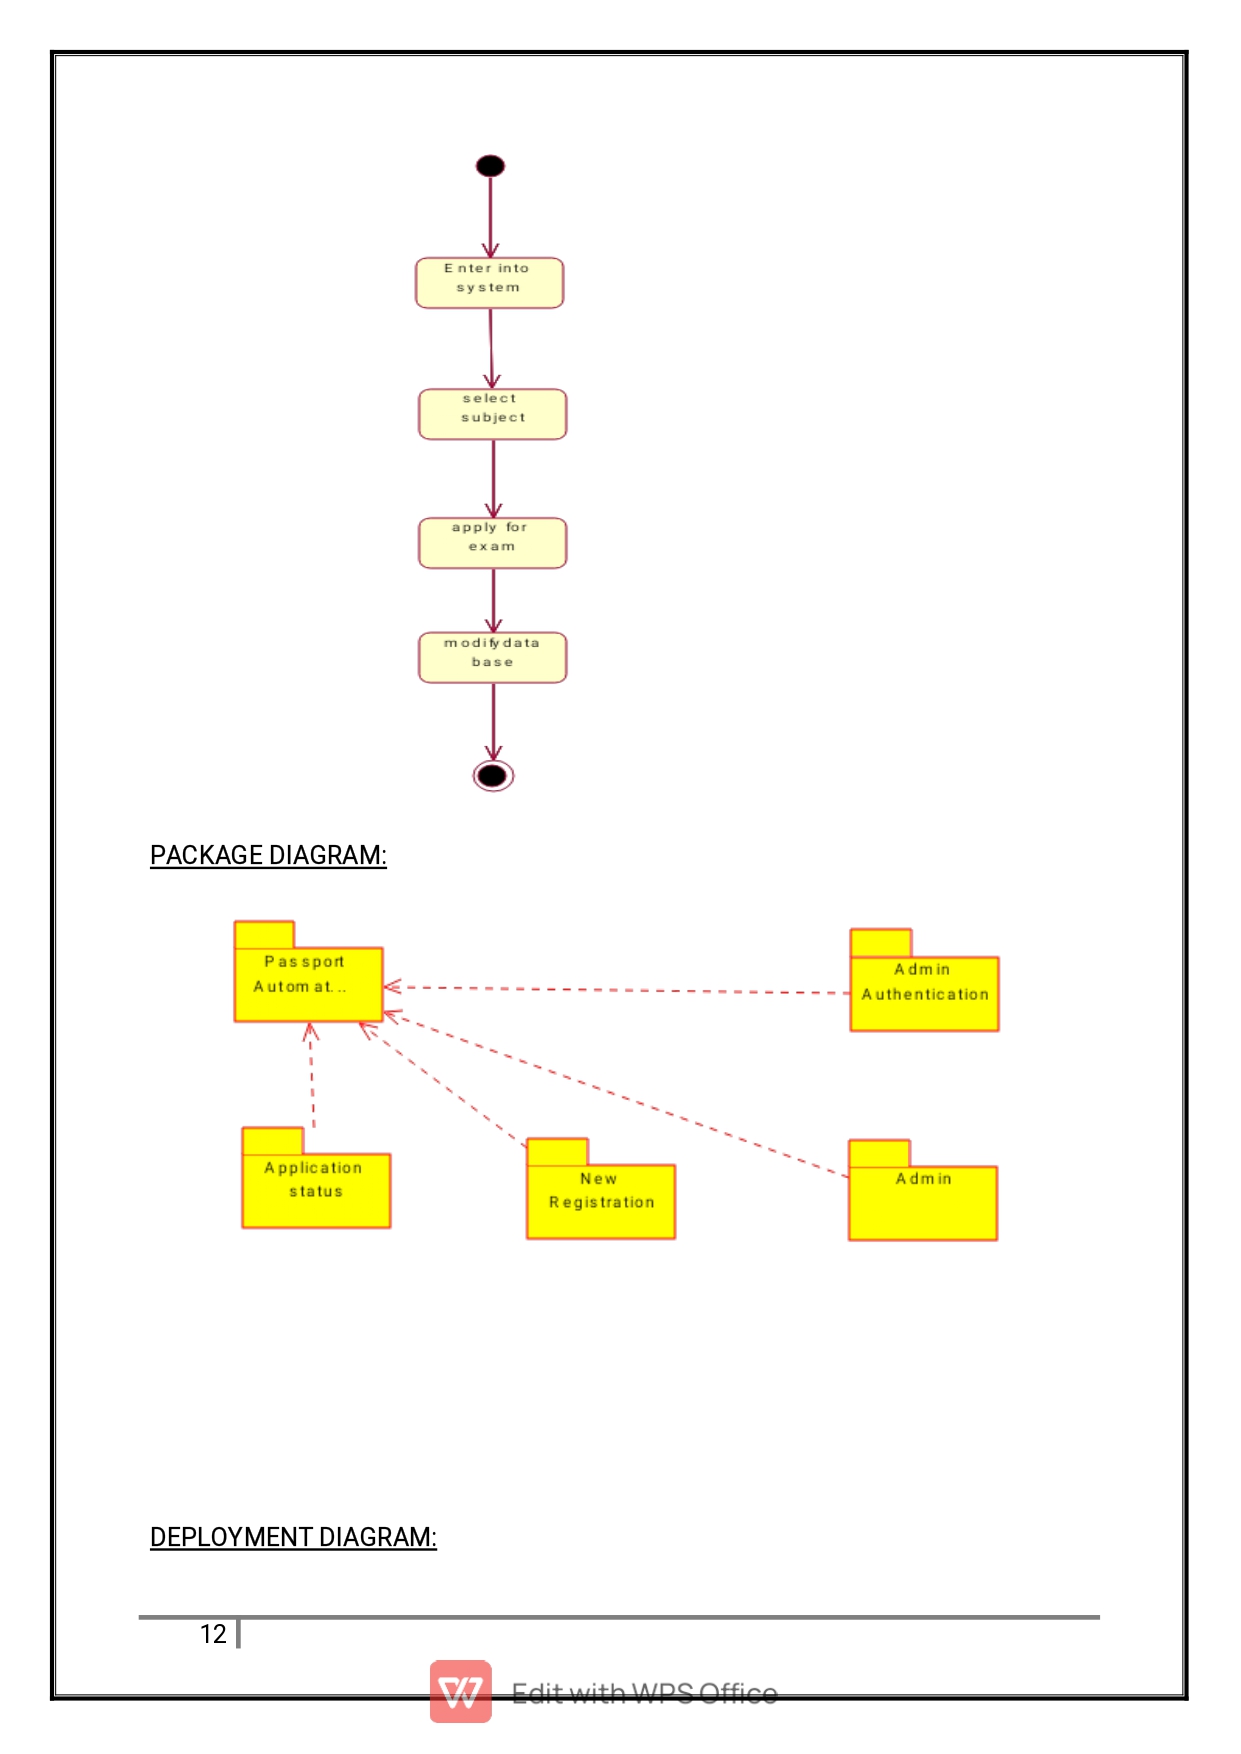 Enter into
system
select
subject
apply for
exam
modifydata
base
PACKAGE DIAGRAM:
Passport
Automat...
Admin
Authentication
Application
status
New
Registration
Admin
DEPLOYMENT DIAGRAM:
12
Edit with WPS Office